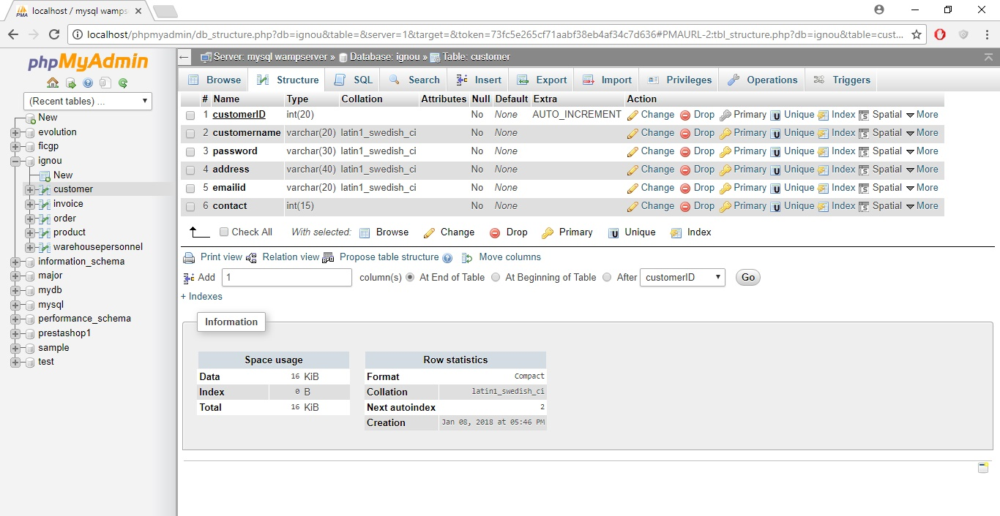 localhost / mysql wamps
localhost/phpmyadmin/db_structure.php?db=ignou&table=&server=1&target=&token=73fc5e265cf71aabf38eb4af34c7d636#PMAURL-2:tbl_structure.php?db=ignou&table=cust...
phpMyAdmin
(Recent tables) ...
New
evolution
ficgp
ignou
New
customer
invoice
order
product
warehousepersonnel
information_schema
major
mydb
mysql
performance_schema
prestashop1
sample
test
Server: mysql wampserver » Database: ignou » Table: customer
Browse Structure SQL Search Insert Export Import Privileges Operations Triggers
# Name Type Collation Attributes Null Default Extra Action
1 customerID int(20) No None AUTO_INCREMENT Change Drop Primary Unique Index Spatial More
2 customername varchar(20) latin1_swedish_ci No None Change Drop Primary Unique Index Spatial More
3 password varchar(30) latin1_swedish_ci No None Change Drop Primary Unique Index Spatial More
4 address varchar(40) latin1_swedish_ci No None Change Drop Primary Unique Index Spatial More
5 emailid varchar(20) latin1_swedish_ci No None Change Drop Primary Unique Index Spatial More
6 contact int(15) No None Change Drop Primary Unique Index Spatial More
Check All With selected: Browse Change Drop Primary Unique Index
Print view Relation view Propose table structure Move columns
Add 1 column(s) At End of Table At Beginning of Table After customerID Go
+ Indexes
Information
Space usage
Data 16 KiB
Index 0 B
Total 16 KiB
Row statistics
Format Compact
Collation latin1_swedish_ci
Next autoindex 2
Creation Jan 08, 2018 at 05:46 PM